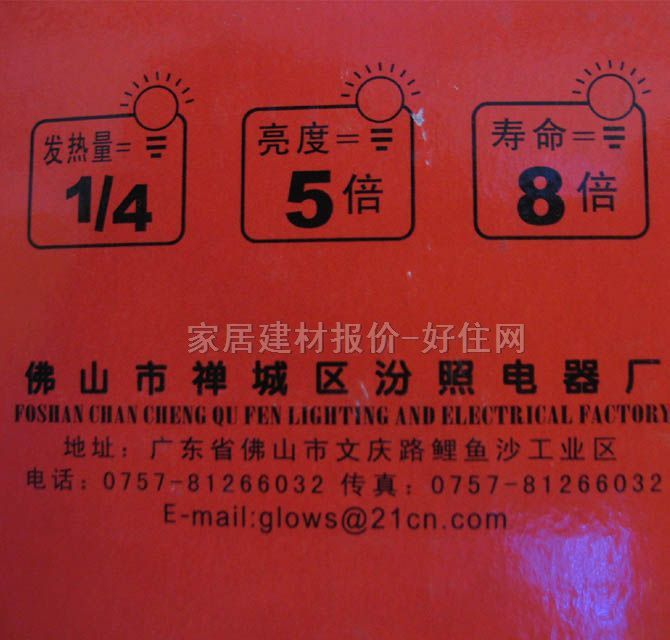 发热量=
1/4
亮度=
5倍
寿命=
8倍
家居建材报价-好住网
佛山市禅城区汾照电器厂
FOSHAN CHAN CHENG QU FEN LIGHTING AND ELECTRICAL FACTORY
地址：广东省佛山市文庆路鲤鱼沙工业区
电话：0757-81266032 传真：0757-81266032
E-mail:glows@21cn.com